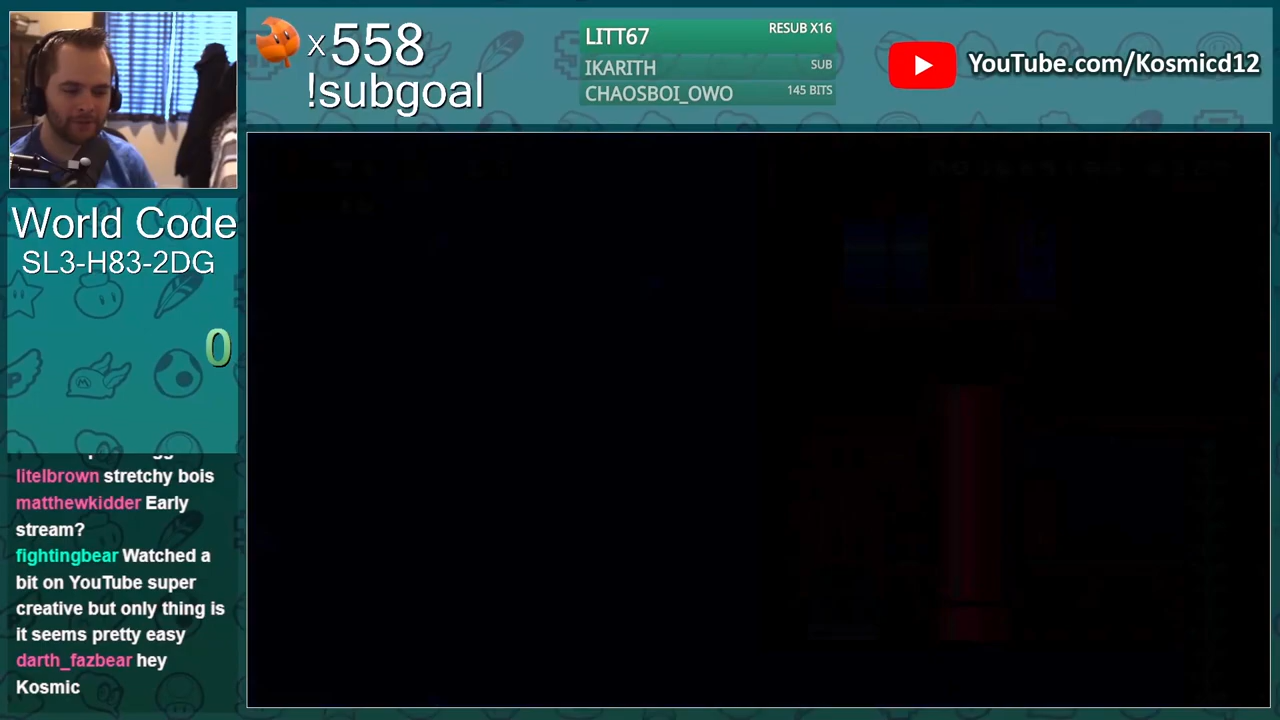 x558
!subgoal
LITT67 RESUB X16
IKARITH SUB
CHAOSBOI_OWO 145 BITS
YouTube.com/Kosmicd12
World Code
SL3-H83-2DG
0
litelbrown stretchy bois
matthewkidder Early
stream?
fightingbear Watched a
bit on YouTube super
creative but only thing is
it seems pretty easy
darth_fazbear hey
Kosmic